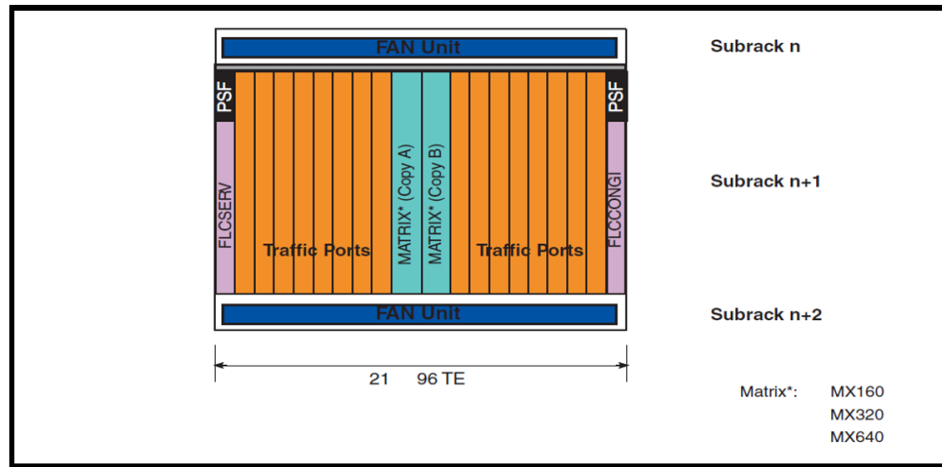 FAN Unit
Subrack n
PSF
PSF
FLCSERV
MATRIX* (Copy A)
MATRIX* (Copy B)
FLCCONGI
Subrack n+1
Traffic Ports
Traffic Ports
FAN Unit
Subrack n+2
21 96 TE
Matrix*: MX160
MX320
MX640